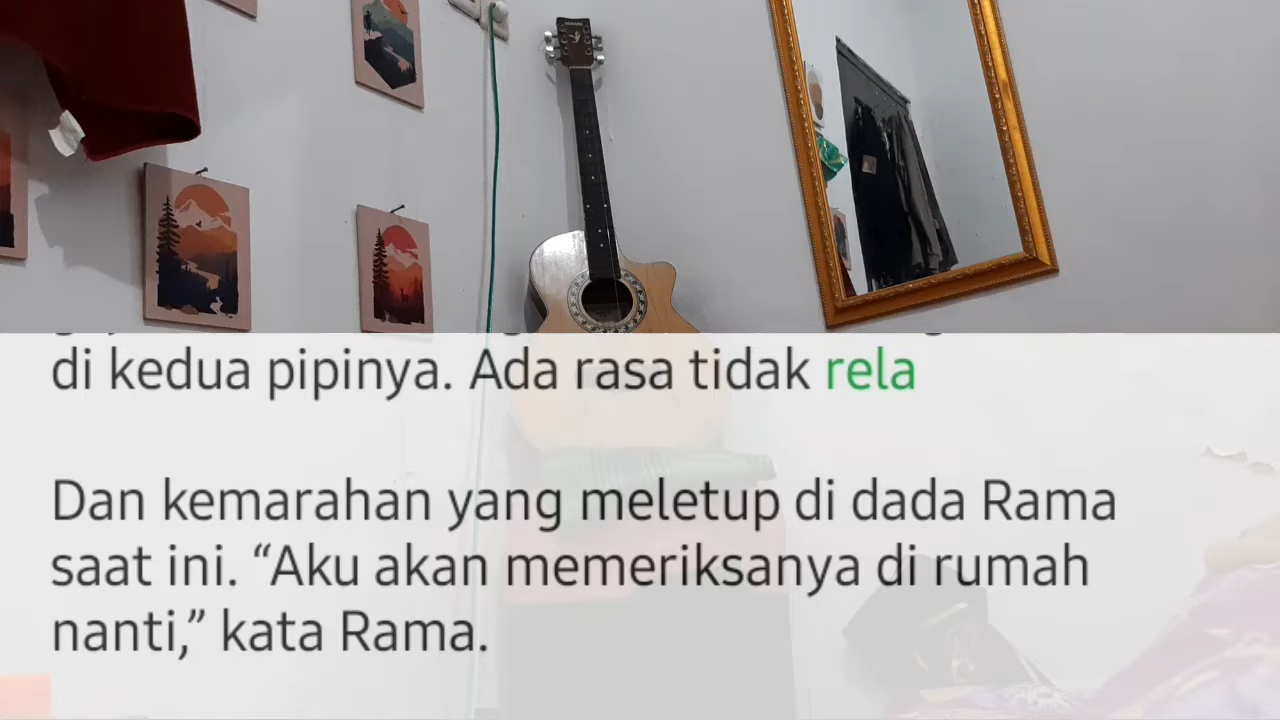 di kedua pipinya. Ada rasa tidak rela
Dan kemarahan yang meletup di dada Rama
saat ini. “Aku akan memeriksanya di rumah
nanti,” kata Rama.